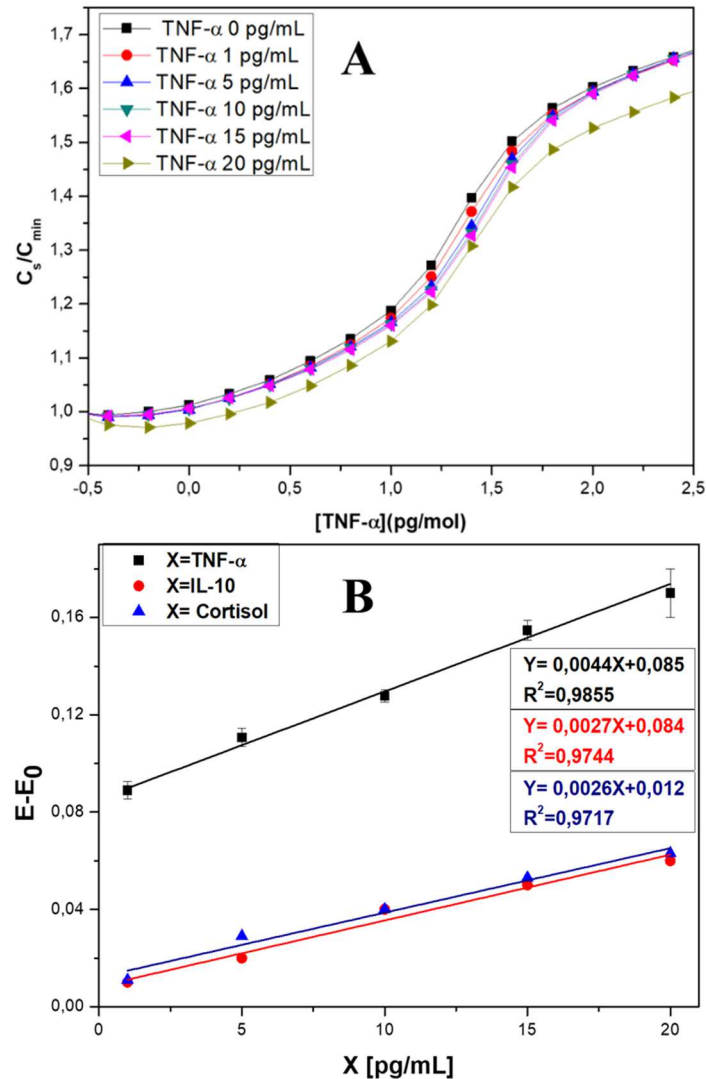 A
TNF-α 0 pg/mL
TNF-α 1 pg/mL
TNF-α 5 pg/mL
TNF-α 10 pg/mL
TNF-α 15 pg/mL
TNF-α 20 pg/mL
1,7
1,6
1,5
1,4
1,3
1,2
1,1
1,0
0,9
Cs/Cmin
-0,5 0,0 0,5 1,0 1,5 2,0 2,5
[TNF-α](pg/mol)
B
X=TNF-α
X=IL-10
X= Cortisol
0,16
0,12
0,08
0,04
0,00
E-E0
Y= 0,0044X+0,085
R²=0,9855
Y= 0,0027X+0,084
R²=0,9744
Y= 0,0026X+0,012
R²=0,9717
0 5 10 15 20
X [pg/mL]